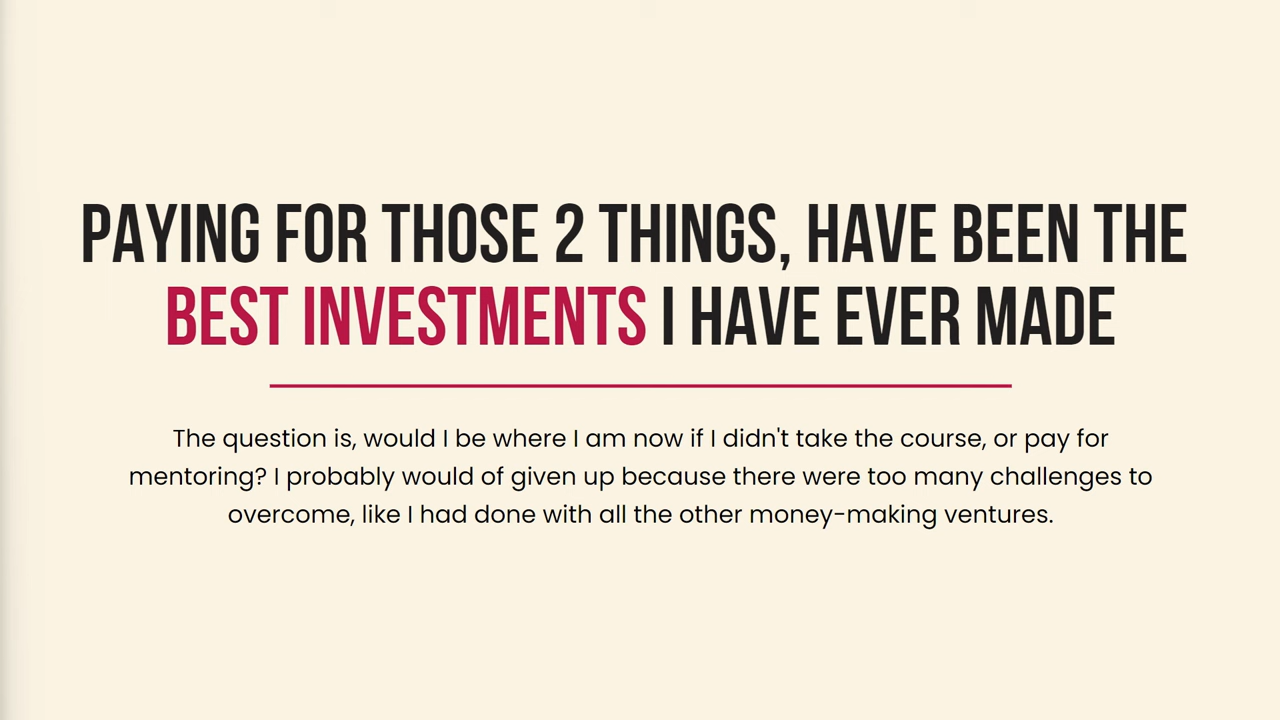 PAYING FOR THOSE 2 THINGS, HAVE BEEN THE
BEST INVESTMENTS I HAVE EVER MADE
The question is, would I be where I am now if I didn't take the course, or pay for
mentoring? I probably would of given up because there were too many challenges to
overcome, like I had done with all the other money-making ventures.